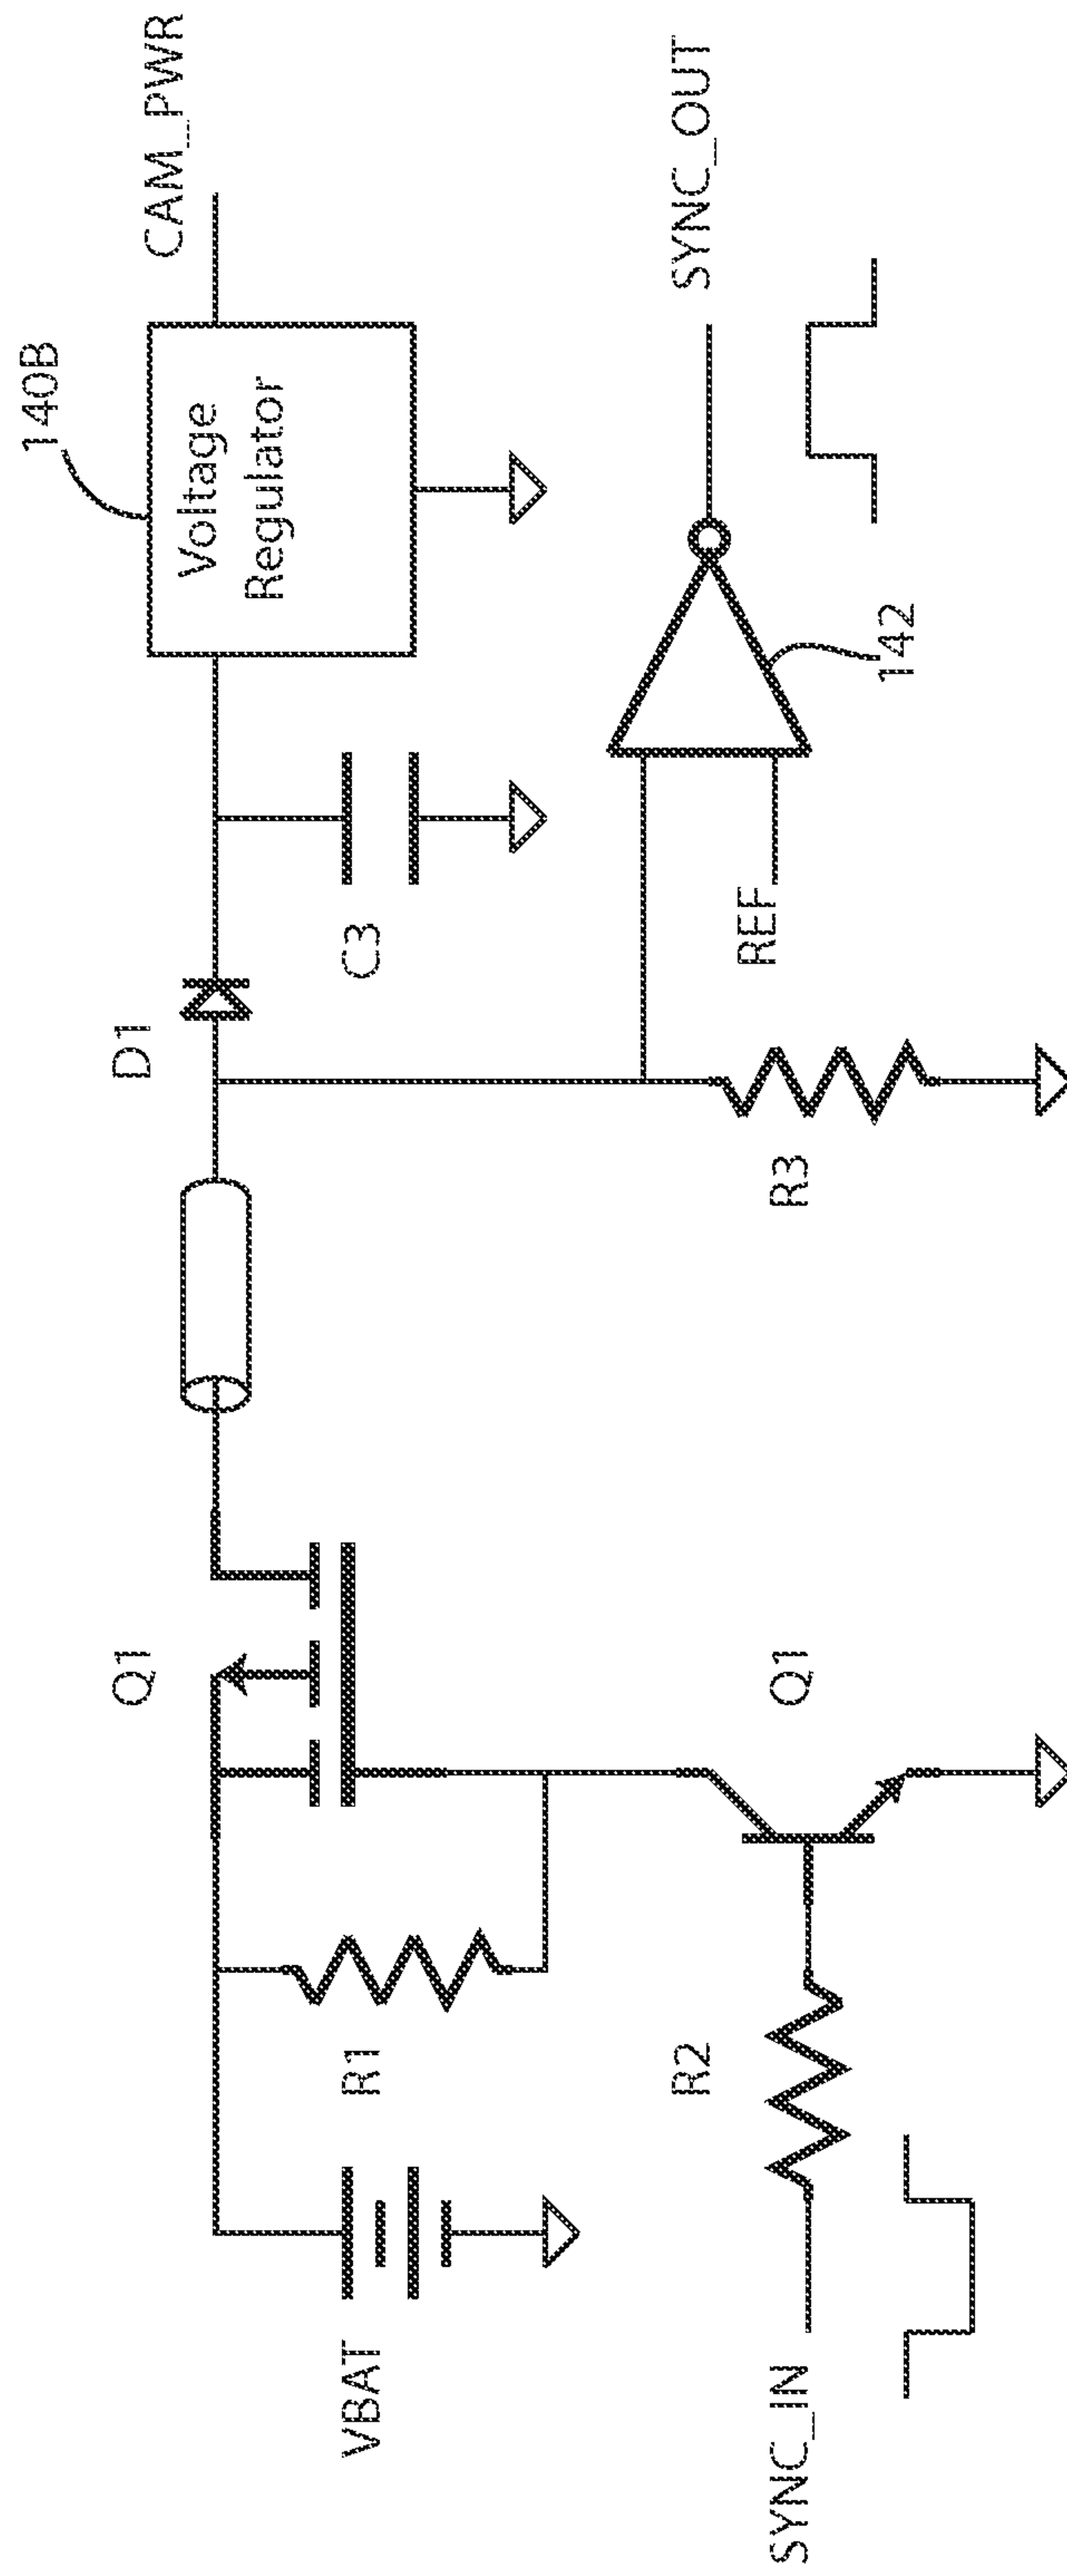 VBAT
SYNC_IN
R1
R2
Q1
Q1
D1
R3
C3
REF
140B
Voltage
Regulator
142
CAM_PWR
SYNC_OUT